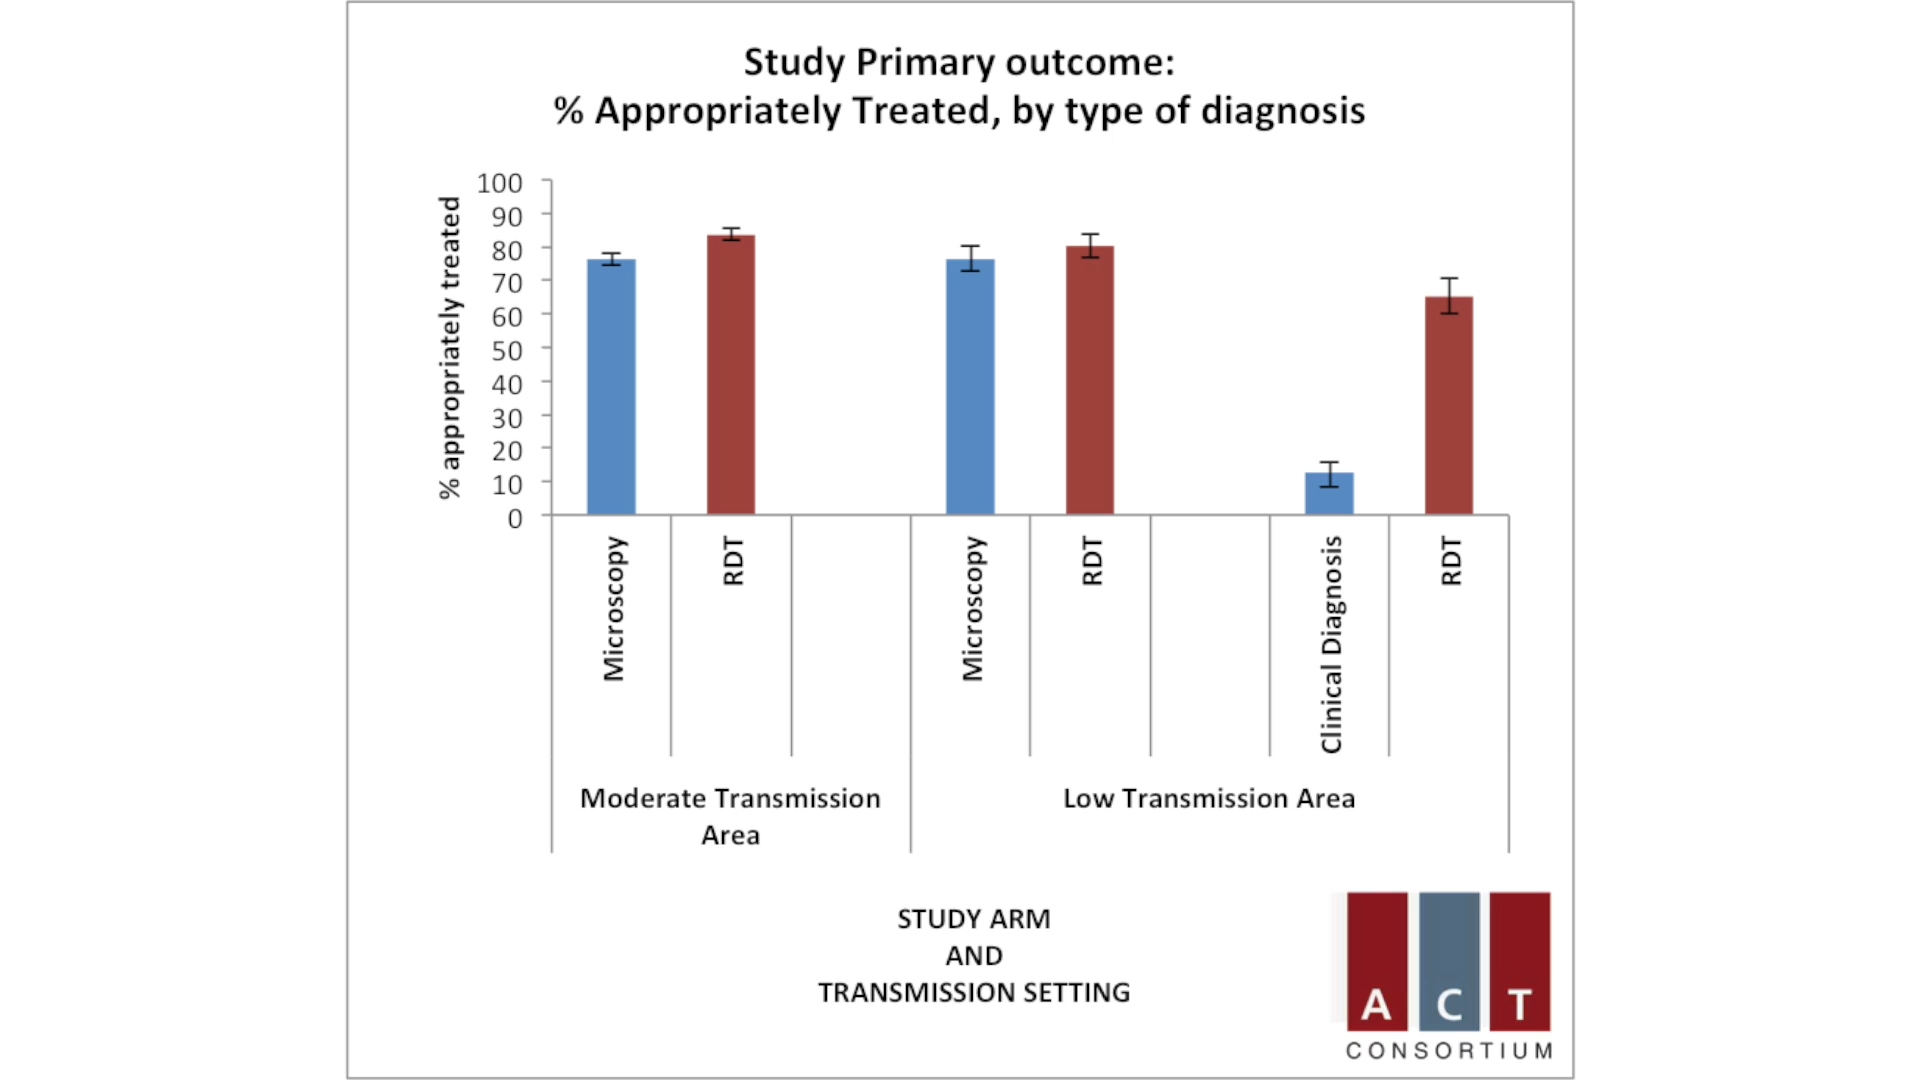 Study Primary outcome:
% Appropriately Treated, by type of diagnosis
% appropriately treated
100
90
80
70
60
50
40
30
20
10
0
Microscopy
RDT
Microscopy
RDT
Clinical Diagnosis
RDT
Moderate Transmission
Area
Low Transmission Area
STUDY ARM
AND
TRANSMISSION SETTING
A C T
CONSORTIUM